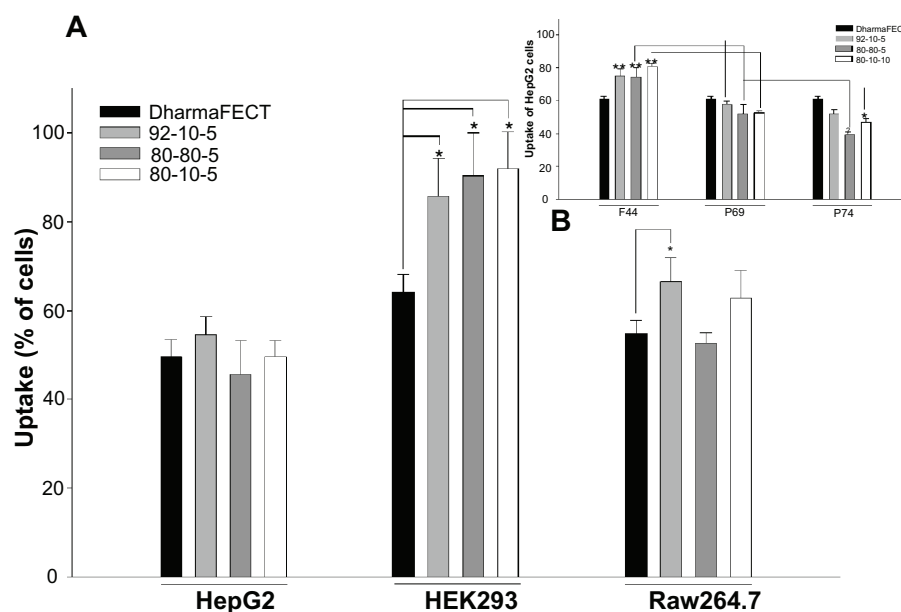 A
DharmaFECT
92-10-5
80-80-5
80-10-5
Uptake (% of cells)
100
80
60
40
20
0
* * *
*
HepG2
HEK293
Raw264.7
B
DharmaFECT
92-10-5
80-80-5
80-10-10
Uptake of HepG2 cells
100
80
60
40
20
0
** ** **
*
F44
P69
P74